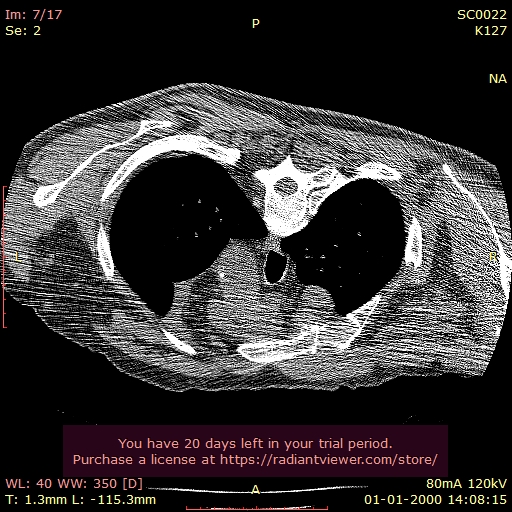 Im: 7/17
Se: 2
P
SC0022
K127
NA
L
R
You have 20 days left in your trial period.
Purchase a license at https://radiantviewer.com/store/
WL: 40 WW: 350 [D]
T: 1.3mm L: -115.3mm
A
80mA 120kV
01-01-2000 14:08:15